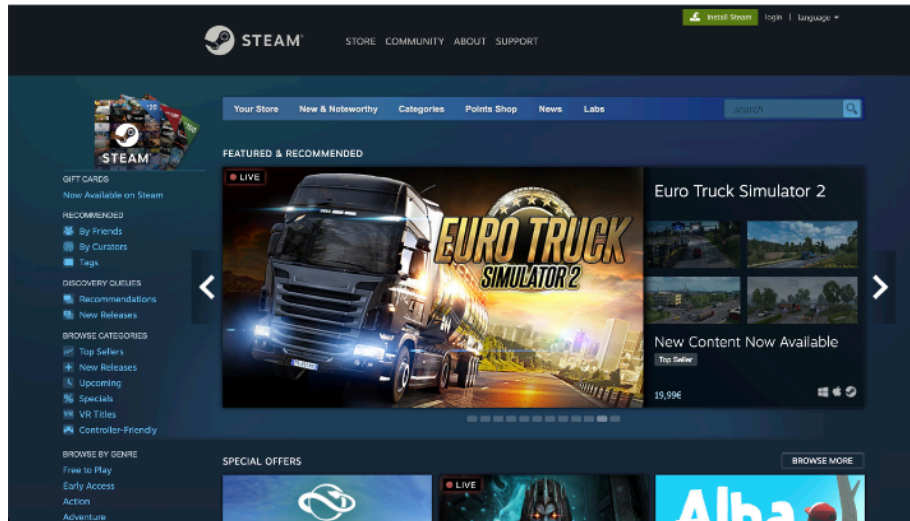 Install Steam login | language
STEAM® STORE COMMUNITY ABOUT SUPPORT
Your Store New & Noteworthy Categories Points Shop News Labs search
STEAM
GIFT CARDS
Now Available on Steam
RECOMMENDED
By Friends
By Curators
Tags
DISCOVERY QUEUES
Recommendations
New Releases
BROWSE CATEGORIES
Top Sellers
New Releases
Upcoming
Specials
VR VR Titles
Controller-Friendly
BROWSE BY GENRE
Free to Play
Early Access
Action
Adventure
FEATURED & RECOMMENDED
LIVE
EURO TRUCK
SIMULATOR 2
Euro Truck Simulator 2
New Content Now Available
Top Seller
19,99€
SPECIAL OFFERS BROWSE MORE
LIVE
Alba